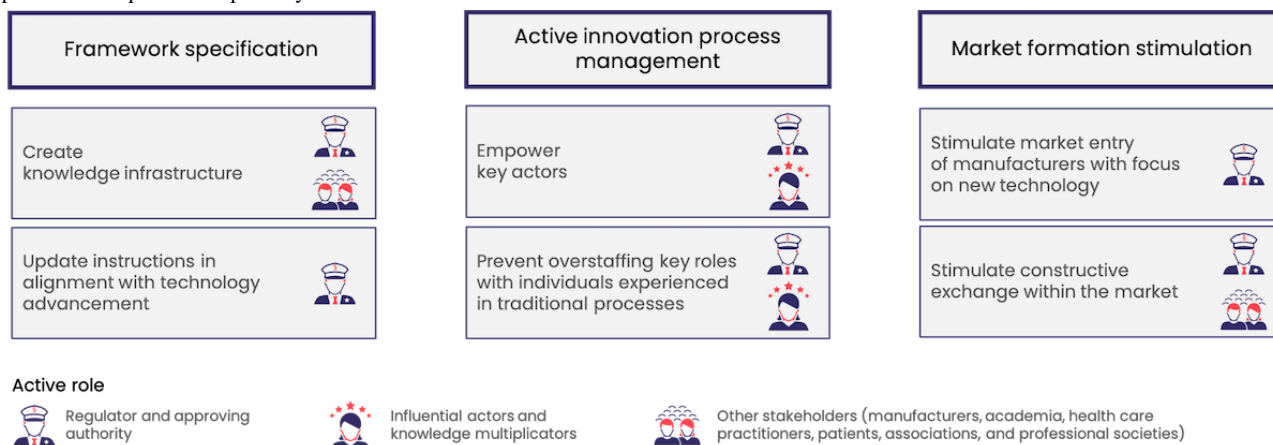 Framework specification
Active innovation process
management
Market formation stimulation
Create
knowledge infrastructure
Empower
key actors
Stimulate market entry
of manufacturers with focus
on new technology
Update instructions in
alignment with technology
advancement
Prevent overstaffing key roles
with individuals experienced
in traditional processes
Stimulate constructive
exchange within the market
Active role
Regulator and approving
authority
Influential actors and
knowledge multiplicators
Other stakeholders (manufacturers, academia, health care
practitioners, patients, associations, and professional societies)